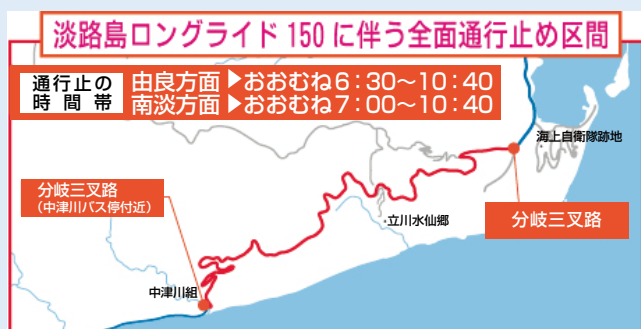 淡路島ロングライド150に伴う全面通行止め区間
通行止の時間帯
由良方面▶おおむね6：30～10：40
南淡方面▶おおむね7：00～10：40
海上自衛隊跡地
分岐三叉路
（中津川バス停付近）
立川水仙郷
分岐三叉路
中津川組